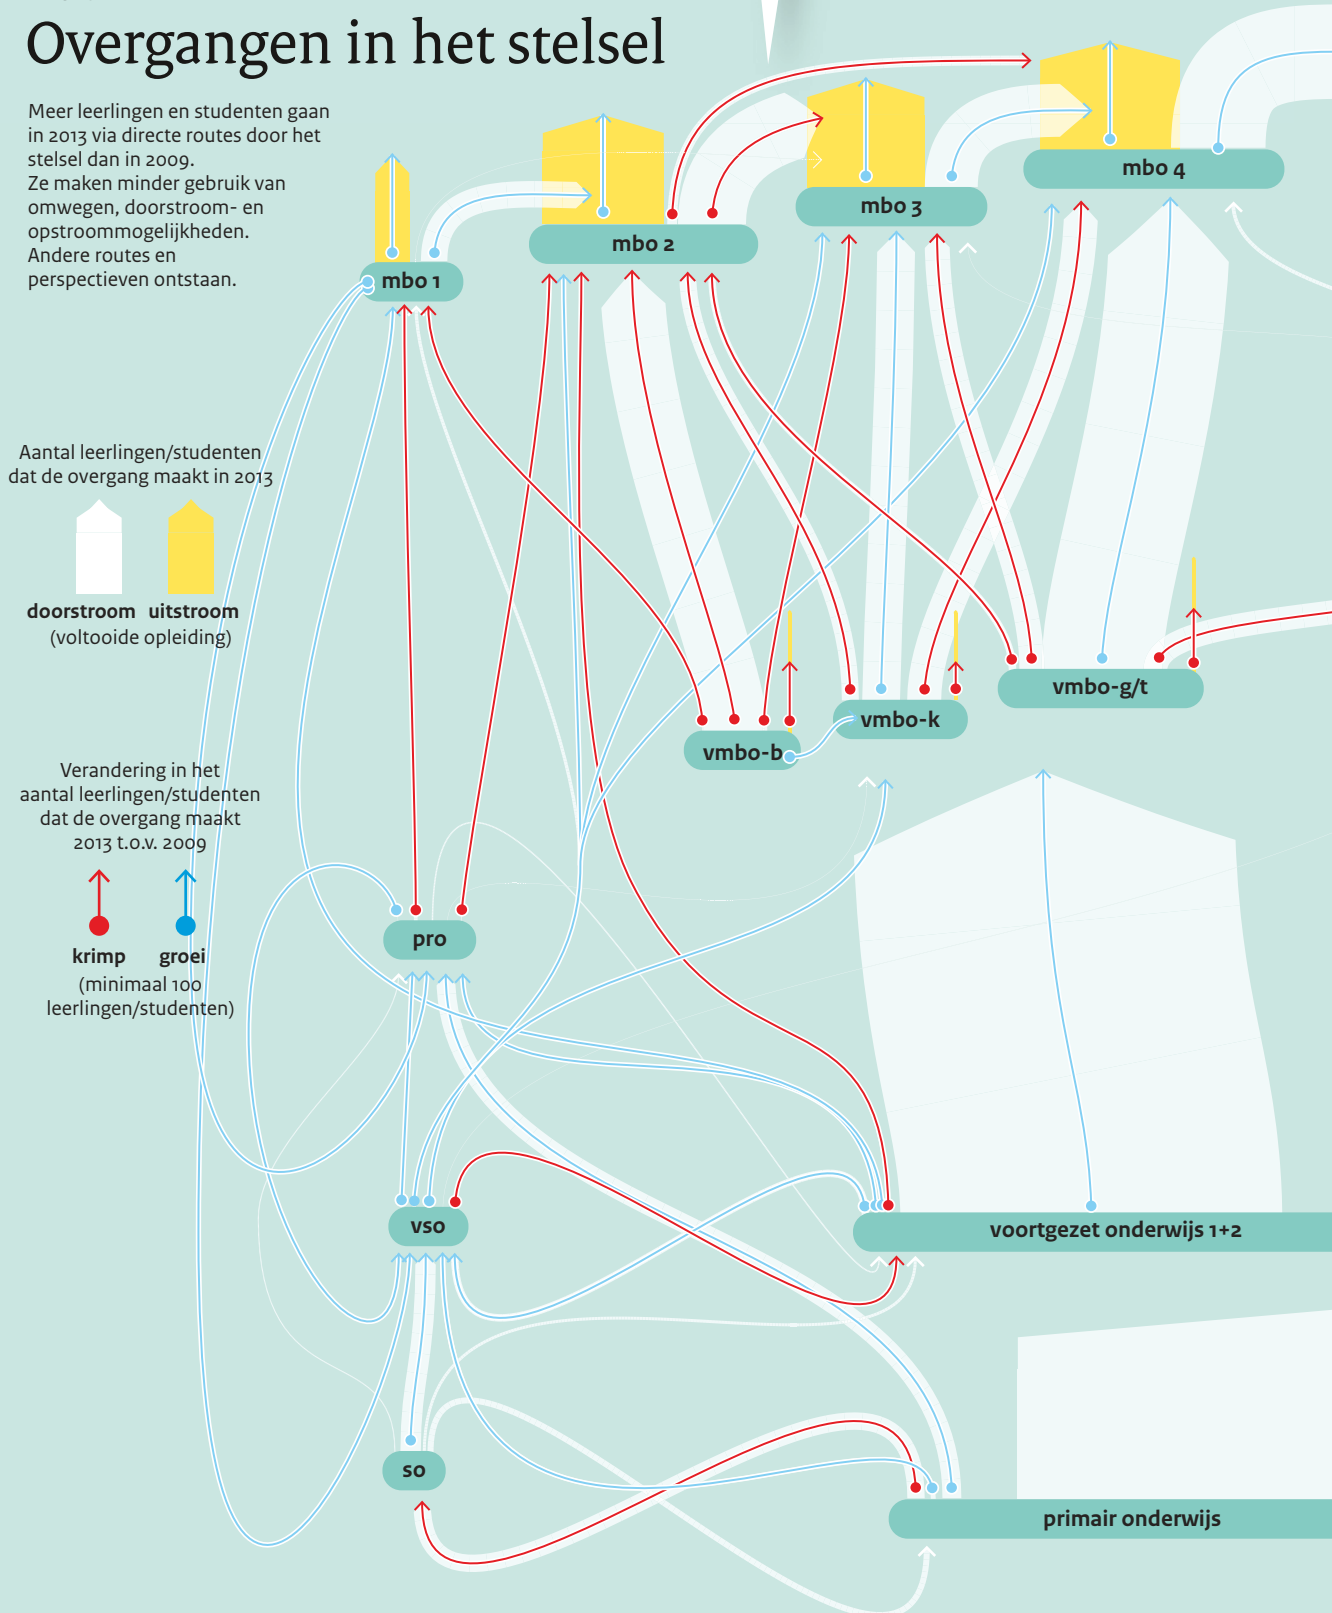 Overgangen in het stelsel
Meer leerlingen en studenten gaan
in 2013 via directe routes door het
stelsel dan in 2009.
Ze maken minder gebruik van
omwegen, doorstroom- en
opstroommogelijkheden.
Andere routes en
perspectieven ontstaan.
mbo 4
mbo 3
mbo 2
mbo 1
Aantal leerlingen/studenten
dat de overgang maakt in 2013
doorstroom uitstroom
(voltooide opleiding)
vmbo-g/t
vmbo-k
vmbo-b
Verandering in het
aantal leerlingen/studenten
dat de overgang maakt
2013 t.o.v. 2009
krimp groei
(minimaal 100
leerlingen/studenten)
pro
vso
voortgezet onderwijs 1+2
so
primair onderwijs